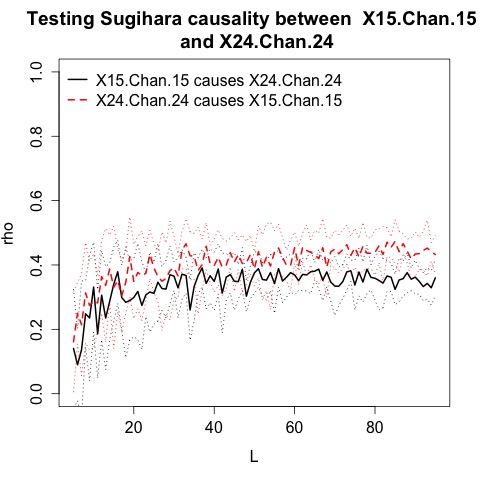 Testing Sugihara causality between  X15.Chan.15
and X24.Chan.24
X15.Chan.15 causes X24.Chan.24
X24.Chan.24 causes X15.Chan.15
rho
1.0
0.8
0.6
0.4
0.2
0.0
20 40 60 80
L